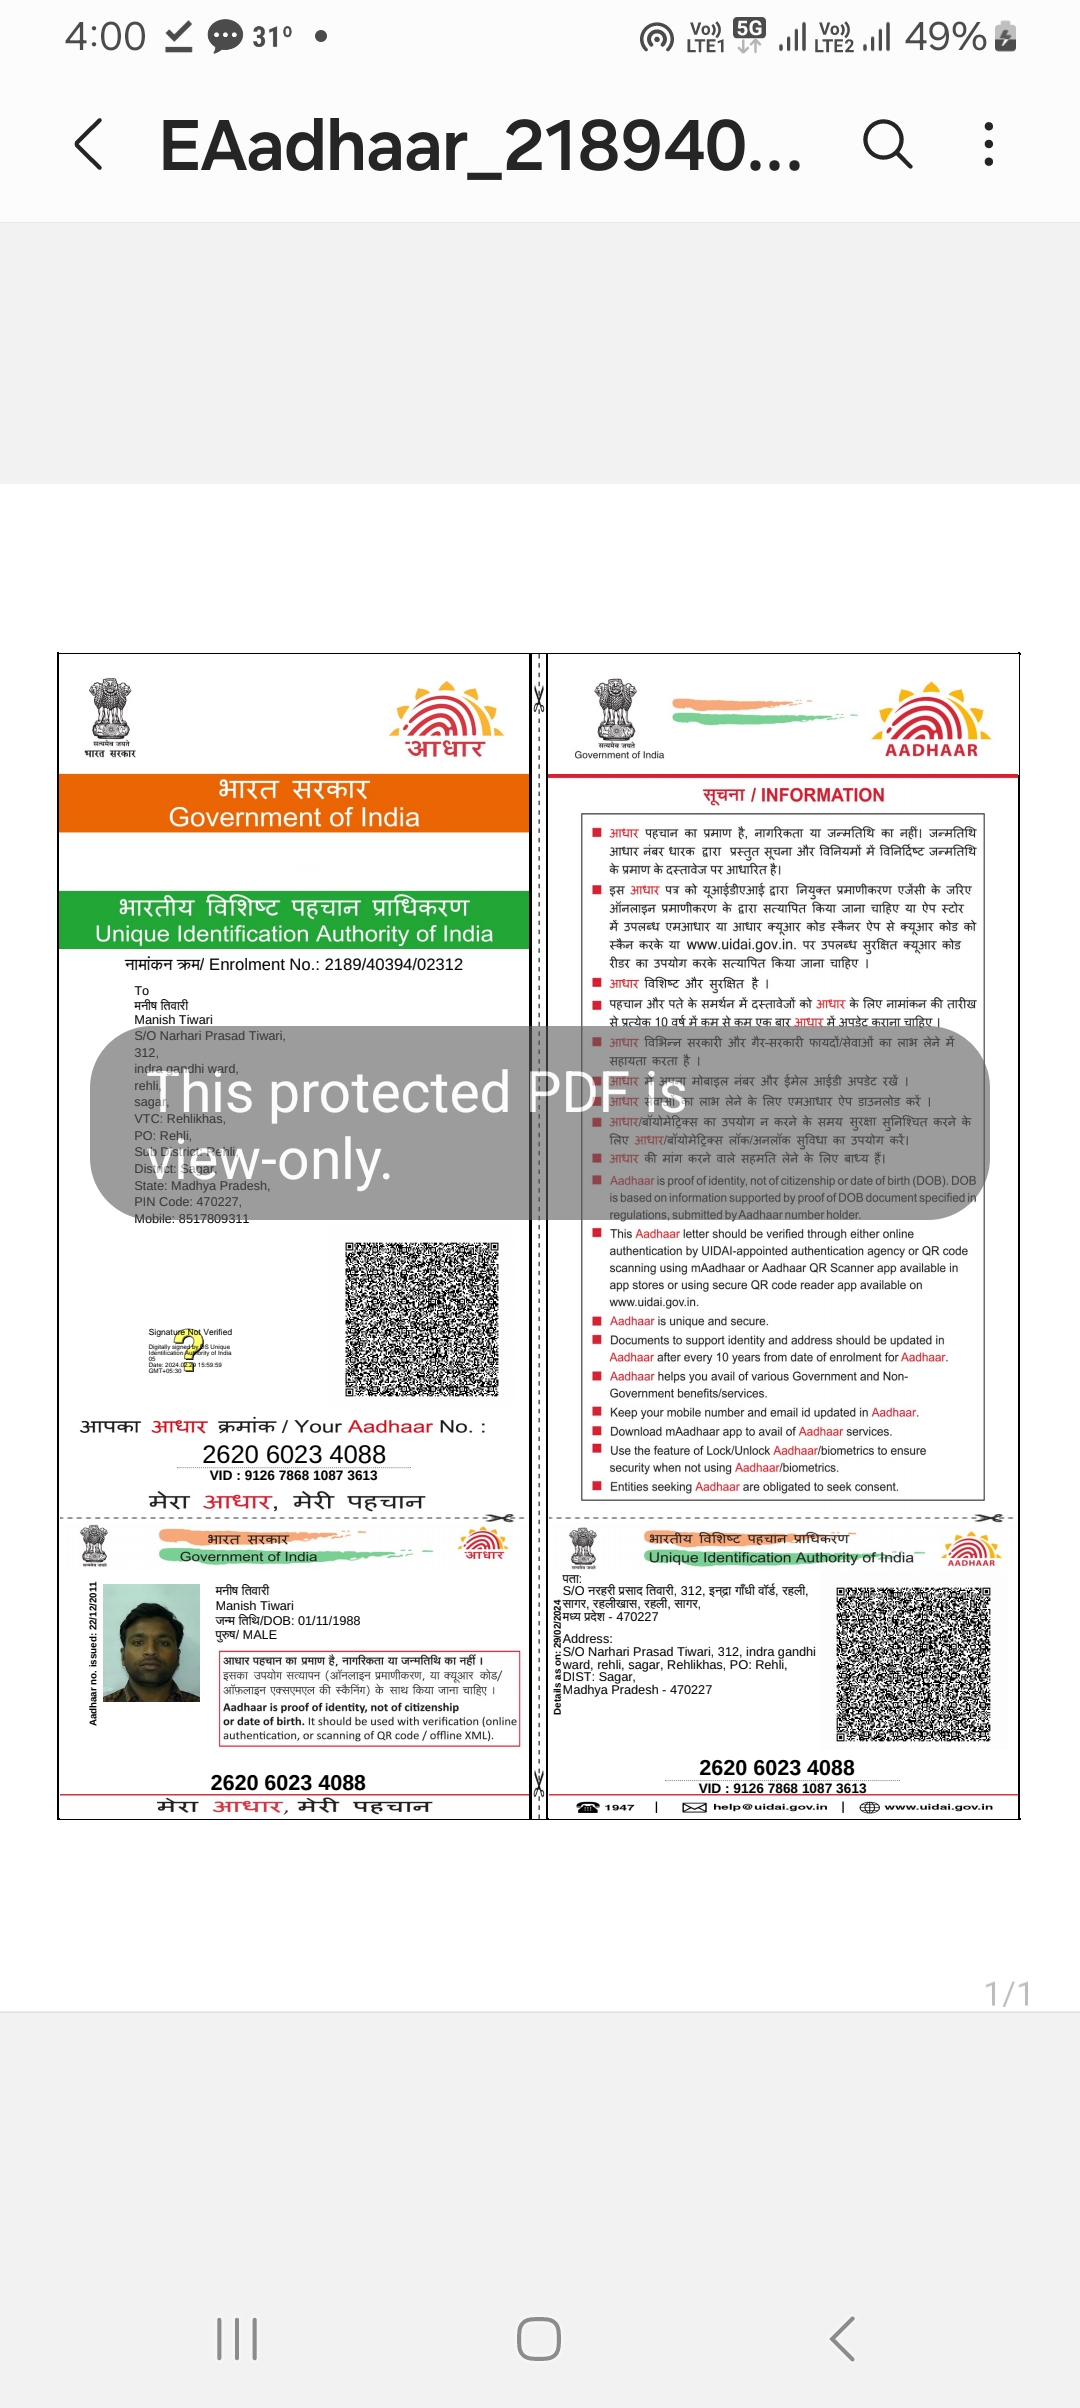 4:00 31° Vo)) LTE1 5G Vo)) LTE2 49%
EAadhaar_218940...
सत्यमेव जयते
भारत सरकार
आधार
भारत सरकार
Government of India
भारतीय विशिष्ट पहचान प्राधिकरण
Unique Identification Authority of India
नामांकन क्रम/ Enrolment No.: 2189/40394/02312
To
मनीष तिवारी
Manish Tiwari
S/O Narhari Prasad Tiwari,
312,
indra gandhi ward,
rehli,
sagar,
VTC: Rehlikhas,
PO: Rehli,
Sub District: Rehli,
District: Sagar,
State: Madhya Pradesh,
PIN Code: 470227,
Mobile: 8517809311
This protected PDF is
view-only.
Signature Not Verified
Digitally signed by DS Unique
Identification Authority of India
05
Date: 2024.02.29 15:59:59
GMT+05:30
आपका आधार क्रमांक / Your Aadhaar No. :
2620 6023 4088
VID : 9126 7868 1087 3613
मेरा आधार, मेरी पहचान
सत्यमेव जयते
Government of India
AADHAAR
सूचना / INFORMATION
आधार पहचान का प्रमाण है, नागरिकता या जन्मतिथि का नहीं। जन्मतिथि
आधार नंबर धारक द्वारा प्रस्तुत सूचना और विनियमों में विनिर्दिष्ट जन्मतिथि
के प्रमाण के दस्तावेज पर आधारित है।
इस आधार पत्र को यूआईडीएआई द्वारा नियुक्त प्रमाणीकरण एजेंसी के जरिए
ऑनलाइन प्रमाणीकरण के द्वारा सत्यापित किया जाना चाहिए या ऐप स्टोर
में उपलब्ध एमआधार या आधार क्यूआर कोड स्कैनर ऐप से क्यूआर कोड को
स्कैन करके या www.uidai.gov.in. पर उपलब्ध सुरक्षित क्यूआर कोड
रीडर का उपयोग करके सत्यापित किया जाना चाहिए ।
आधार विशिष्ट और सुरक्षित है ।
पहचान और पते के समर्थन में दस्तावेजों को आधार के लिए नामांकन की तारीख
से प्रत्येक 10 वर्ष में कम से कम एक बार आधार में अपडेट कराना चाहिए ।
आधार विभिन्न सरकारी और गैर-सरकारी फायदों/सेवाओं का लाभ लेने में
सहायता करता है ।
आधार में अपना मोबाइल नंबर और ईमेल आईडी अपडेट रखें ।
आधार सेवाओं का लाभ लेने के लिए एमआधार ऐप डाउनलोड करें ।
आधार/बॉयोमेट्रिक्स का उपयोग न करने के समय सुरक्षा सुनिश्चित करने के
लिए आधार/बॉयोमेट्रिक्स लॉक/अनलॉक सुविधा का उपयोग करें।
आधार की मांग करने वाले सहमति लेने के लिए बाध्य हैं।
Aadhaar is proof of identity, not of citizenship or date of birth (DOB). DOB
is based on information supported by proof of DOB document specified in
regulations, submitted by Aadhaar number holder.
This Aadhaar letter should be verified through either online
authentication by UIDAI-appointed authentication agency or QR code
scanning using mAadhaar or Aadhaar QR Scanner app available in
app stores or using secure QR code reader app available on
www.uidai.gov.in.
Aadhaar is unique and secure.
Documents to support identity and address should be updated in
Aadhaar after every 10 years from date of enrolment for Aadhaar.
Aadhaar helps you avail of various Government and Non-
Government benefits/services.
Keep your mobile number and email id updated in Aadhaar.
Download mAadhaar app to avail of Aadhaar services.
Use the feature of Lock/Unlock Aadhaar/biometrics to ensure
security when not using Aadhaar/biometrics.
Entities seeking Aadhaar are obligated to seek consent.
भारत सरकार
Government of India
आधार
Aadhaar no. issued: 22/12/2011
मनीष तिवारी
Manish Tiwari
जन्म तिथि/DOB: 01/11/1988
पुरुष/ MALE
आधार पहचान का प्रमाण है, नागरिकता या जन्मतिथि का नहीं ।
इसका उपयोग सत्यापन (ऑनलाइन प्रमाणीकरण, या क्यूआर कोड/
ऑफ़लाइन एक्सएमएल की स्कैनिंग) के साथ किया जाना चाहिए ।
Aadhaar is proof of identity, not of citizenship
or date of birth. It should be used with verification (online
authentication, or scanning of QR code / offline XML).
2620 6023 4088
मेरा आधार, मेरी पहचान
भारतीय विशिष्ट पहचान प्राधिकरण
Unique Identification Authority of India
AADHAAR
Details as on: 29/02/2024
पता:
S/O नरहरी प्रसाद तिवारी, 312, इन्द्रा गाँधी वॉर्ड, रहली,
सागर, रहलीखास, रहली, सागर,
मध्य प्रदेश - 470227
Address:
S/O Narhari Prasad Tiwari, 312, indra gandhi
ward, rehli, sagar, Rehlikhas, PO: Rehli,
DIST: Sagar,
Madhya Pradesh - 470227
2620 6023 4088
VID : 9126 7868 1087 3613
1947 | help@uidai.gov.in | www.uidai.gov.in
1/1